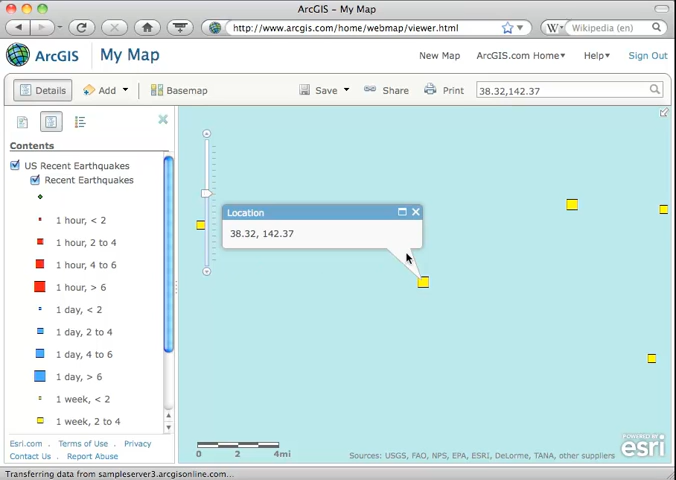 ArcGIS - My Map
http://www.arcgis.com/home/webmap/viewer.html
W
Wikipedia (en)
ArcGIS
My Map
New Map
ArcGIS.com Home
Help
Sign Out
Details
Add
Basemap
Save
Share
Print
38.32,142.37
Contents
US Recent Earthquakes
Recent Earthquakes
1 hour, < 2
1 hour, 2 to 4
1 hour, 4 to 6
1 hour, > 6
1 day, < 2
1 day, 2 to 4
1 day, 4 to 6
1 day, > 6
1 week, < 2
1 week, 2 to 4
Location
38.32, 142.37
0 2 4mi
Sources: USGS, FAO, NPS, EPA, ESRI, DeLorme, TANA, other suppliers
POWERED BY
esri
Esri.com . Terms of Use . Privacy
Contact Us . Report Abuse
Transferring data from sampleserver3.arcgisonline.com...